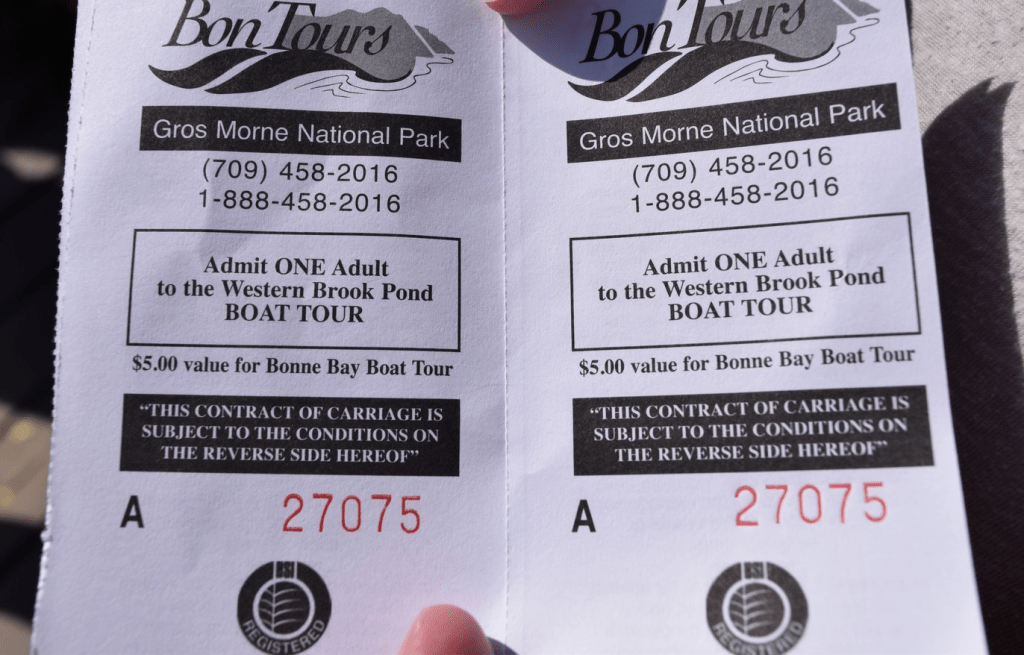 Bon Tours
Gros Morne National Park
(709) 458-2016
1-888-458-2016
Admit ONE Adult
to the Western Brook Pond
BOAT TOUR
$5.00 value for Bonne Bay Boat Tour
“THIS CONTRACT OF CARRIAGE IS
SUBJECT TO THE CONDITIONS ON
THE REVERSE SIDE HEREOF”
A 27075
BSI
REGISTERED
Bon Tours
Gros Morne National Park
(709) 458-2016
1-888-458-2016
Admit ONE Adult
to the Western Brook Pond
BOAT TOUR
$5.00 value for Bonne Bay Boat Tour
“THIS CONTRACT OF CARRIAGE IS
SUBJECT TO THE CONDITIONS ON
THE REVERSE SIDE HEREOF”
A 27075
BSI
REGISTERED